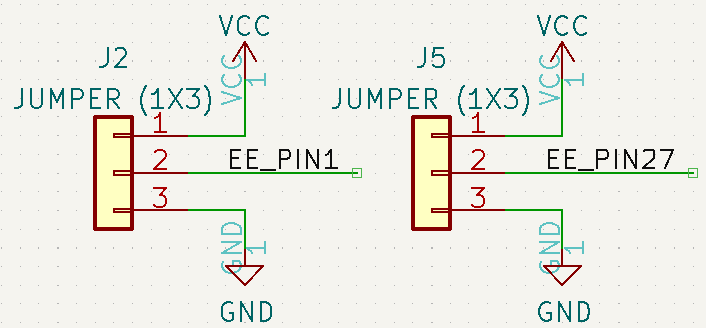 VCC
J2
JUMPER (1X3)
VCC
1
1
2
3
EE_PIN1
GND
1
GND
VCC
J5
JUMPER (1X3)
VCC
1
1
2
3
EE_PIN27
GND
1
GND